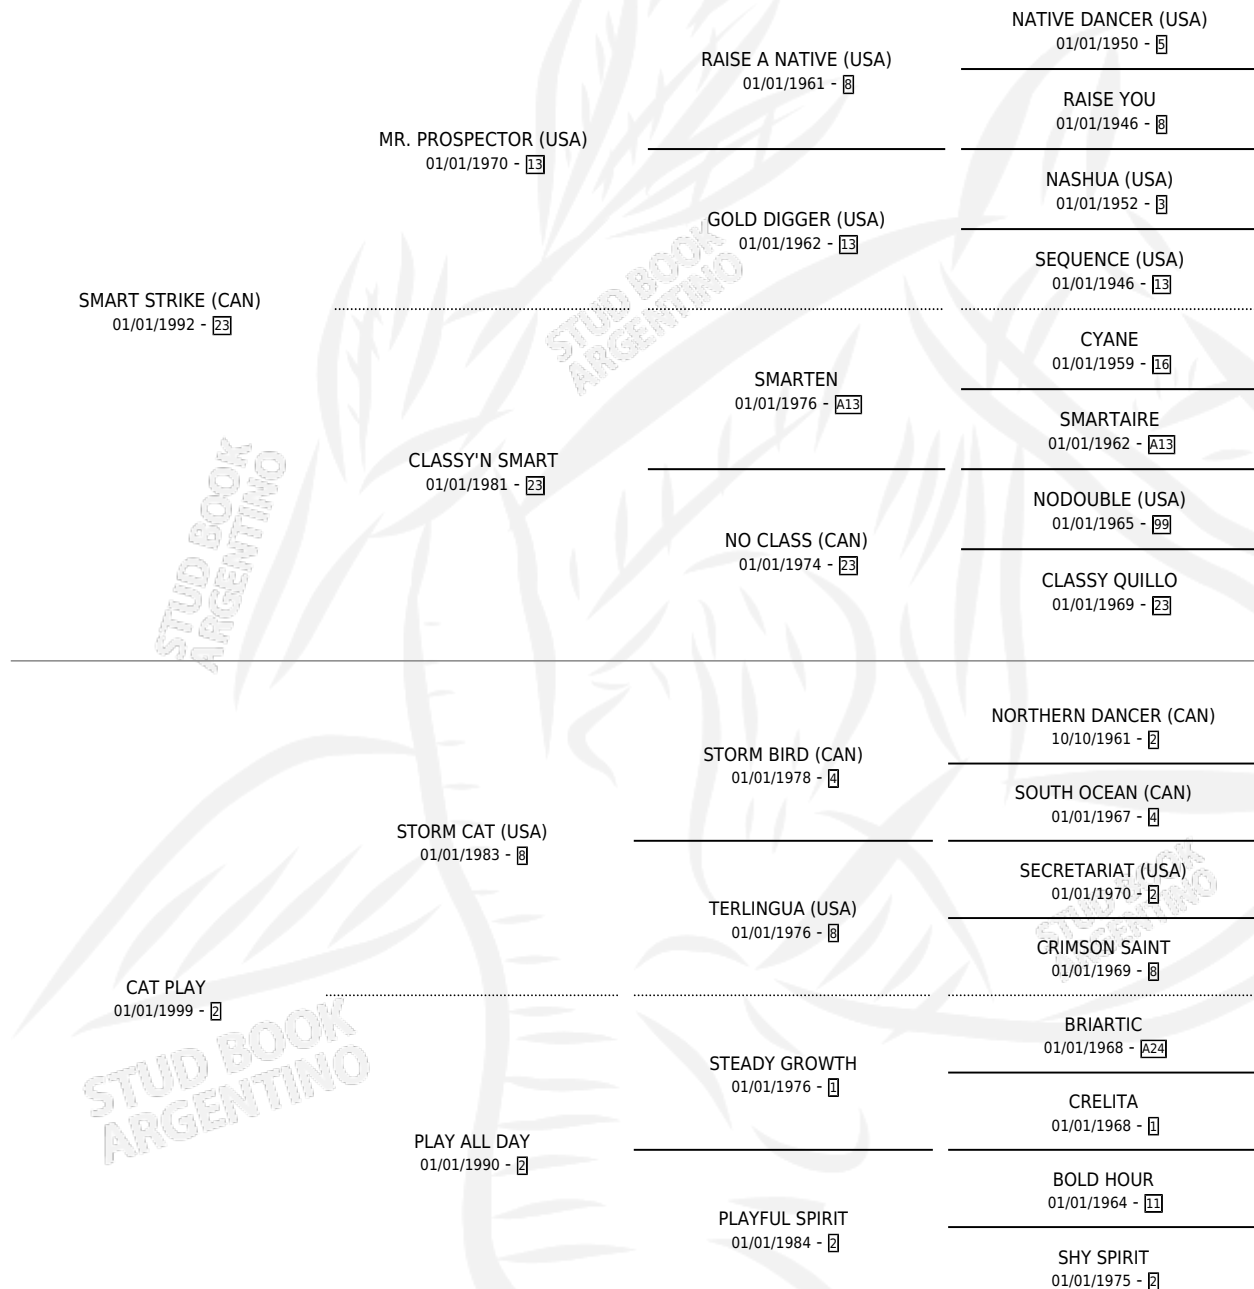 NATIVE DANCER (USA)
01/01/1950 - 5
RAISE A NATIVE (USA)
01/01/1961 - 8
RAISE YOU
01/01/1946 - 8
MR. PROSPECTOR (USA)
01/01/1970 - 13
NASHUA (USA)
01/01/1952 - 3
GOLD DIGGER (USA)
01/01/1962 - 13
SEQUENCE (USA)
01/01/1946 - 13
SMART STRIKE (CAN)
01/01/1992 - 23
CYANE
01/01/1959 - 16
SMARTEN
01/01/1976 - A13
SMARTAIRE
01/01/1962 - A13
CLASSY'N SMART
01/01/1981 - 23
NODOUBLE (USA)
01/01/1965 - 99
NO CLASS (CAN)
01/01/1974 - 23
CLASSY QUILLO
01/01/1969 - 23
NORTHERN DANCER (CAN)
10/10/1961 - 2
STORM BIRD (CAN)
01/01/1978 - 4
SOUTH OCEAN (CAN)
01/01/1967 - 4
STORM CAT (USA)
01/01/1983 - 8
SECRETARIAT (USA)
01/01/1970 - 2
TERLINGUA (USA)
01/01/1976 - 8
CRIMSON SAINT
01/01/1969 - 8
CAT PLAY
01/01/1999 - 2
BRIARTIC
01/01/1968 - A24
STEADY GROWTH
01/01/1976 - 1
CRELITA
01/01/1968 - 1
PLAY ALL DAY
01/01/1990 - 2
BOLD HOUR
01/01/1964 - 11
PLAYFUL SPIRIT
01/01/1984 - 2
SHY SPIRIT
01/01/1975 - 2
STUD BOOK
ARGENTINO
STUD BOOK
ARGENTINO
STUD BOOK
ARGENTINO
STUD BOOK
ARGENTINO